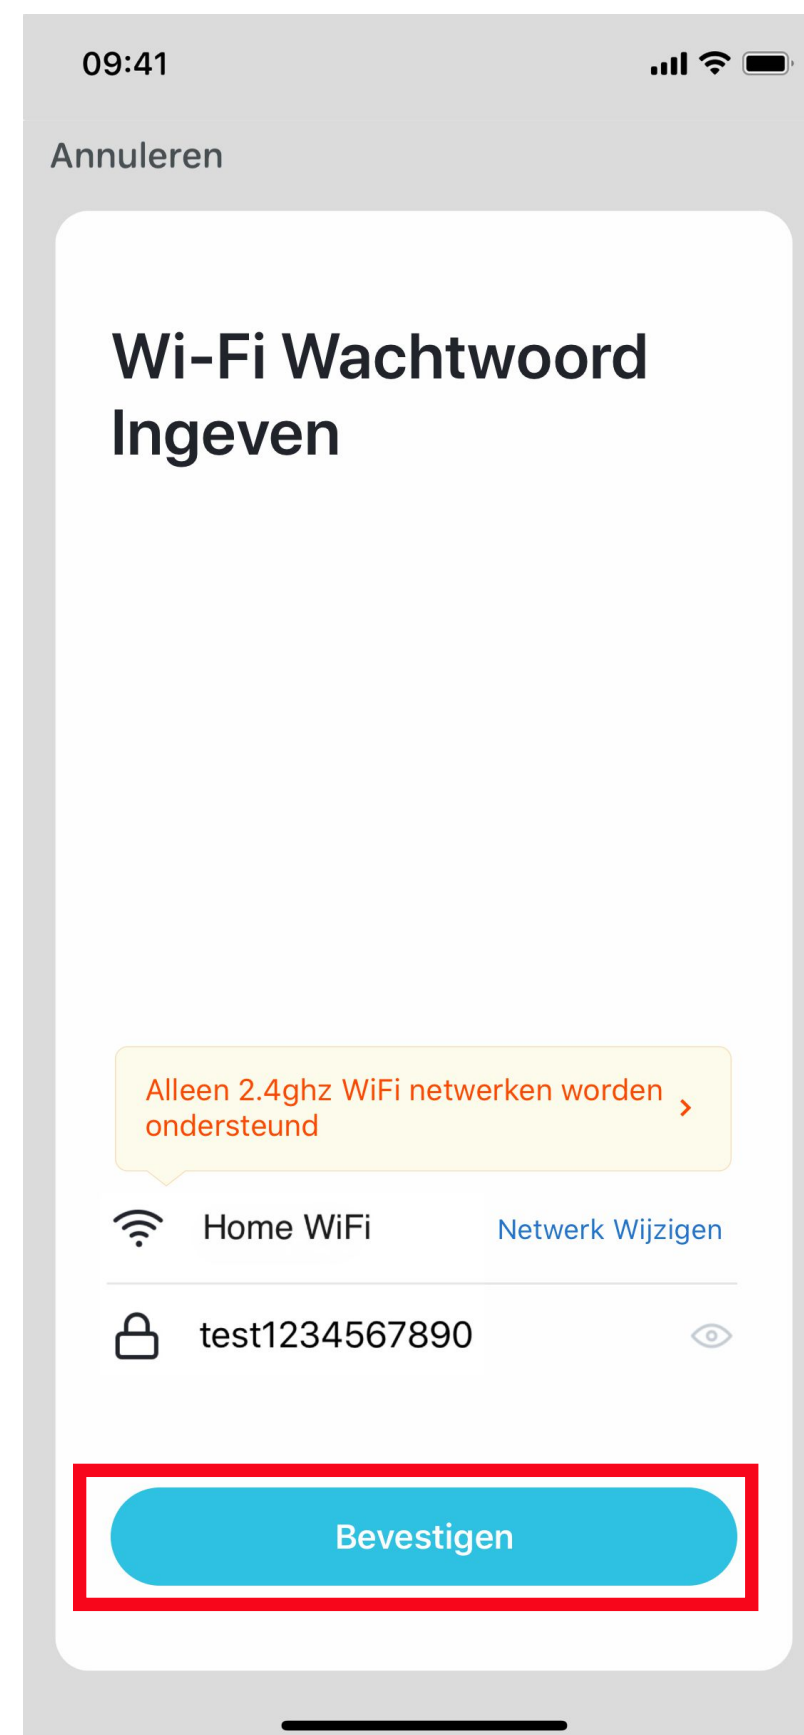 09:41
Annuleren
Wi-Fi Wachtwoord
Ingeven
Alleen 2.4ghz WiFi netwerken worden
ondersteund
Home WiFi Netwerk Wijzigen
test1234567890
Bevestigen